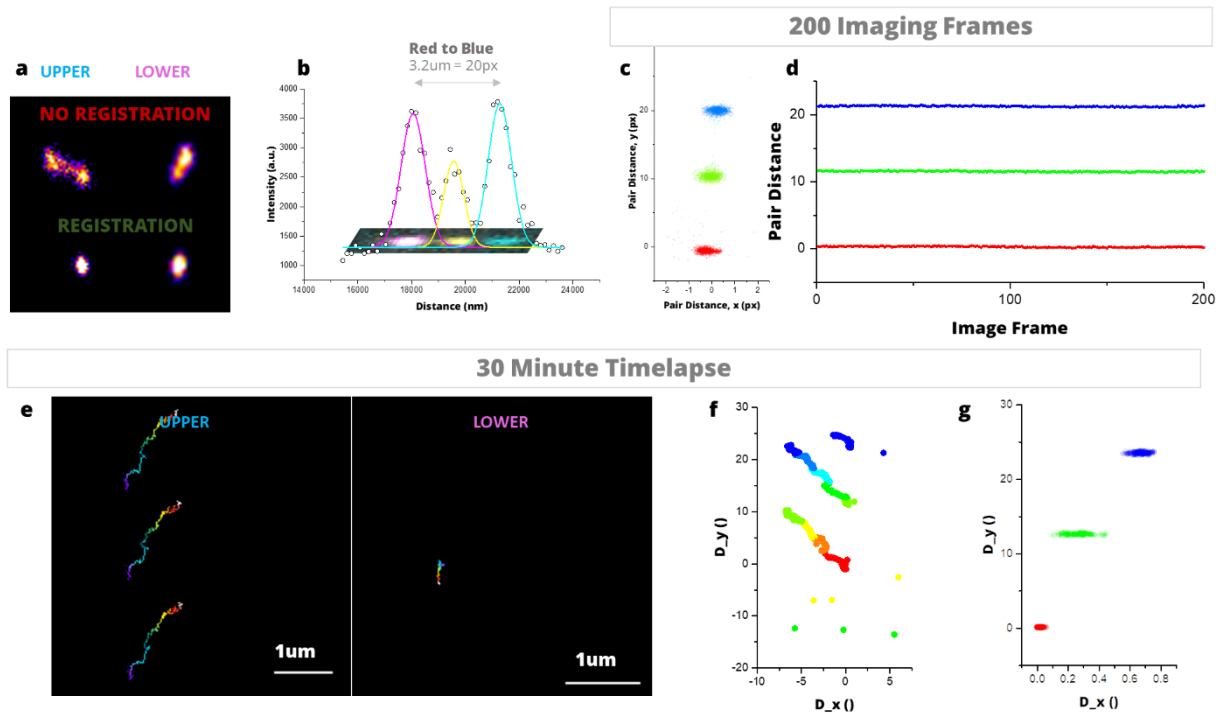 200 Imaging Frames
a
UPPER
LOWER
NO REGISTRATION
REGISTRATION
b
Red to Blue
3.2um = 20px
Intensity (a.u.)
4000
3500
3000
2500
2000
1500
1000
14000
16000
18000
20000
22000
24000
Distance (nm)
c
Pair Distance, y (px)
20
10
0
-2
-1
0
1
2
Pair Distance, x (px)
d
Pair Distance
20
10
0
0
100
200
Image Frame
30 Minute Timelapse
e
UPPER
1um
LOWER
1um
f
D_y ()
30
20
10
0
-10
-20
-10
-5
0
5
D_x ()
g
D_y ()
30
20
10
0
0.0
0.2
0.4
0.6
0.8
D_x ()